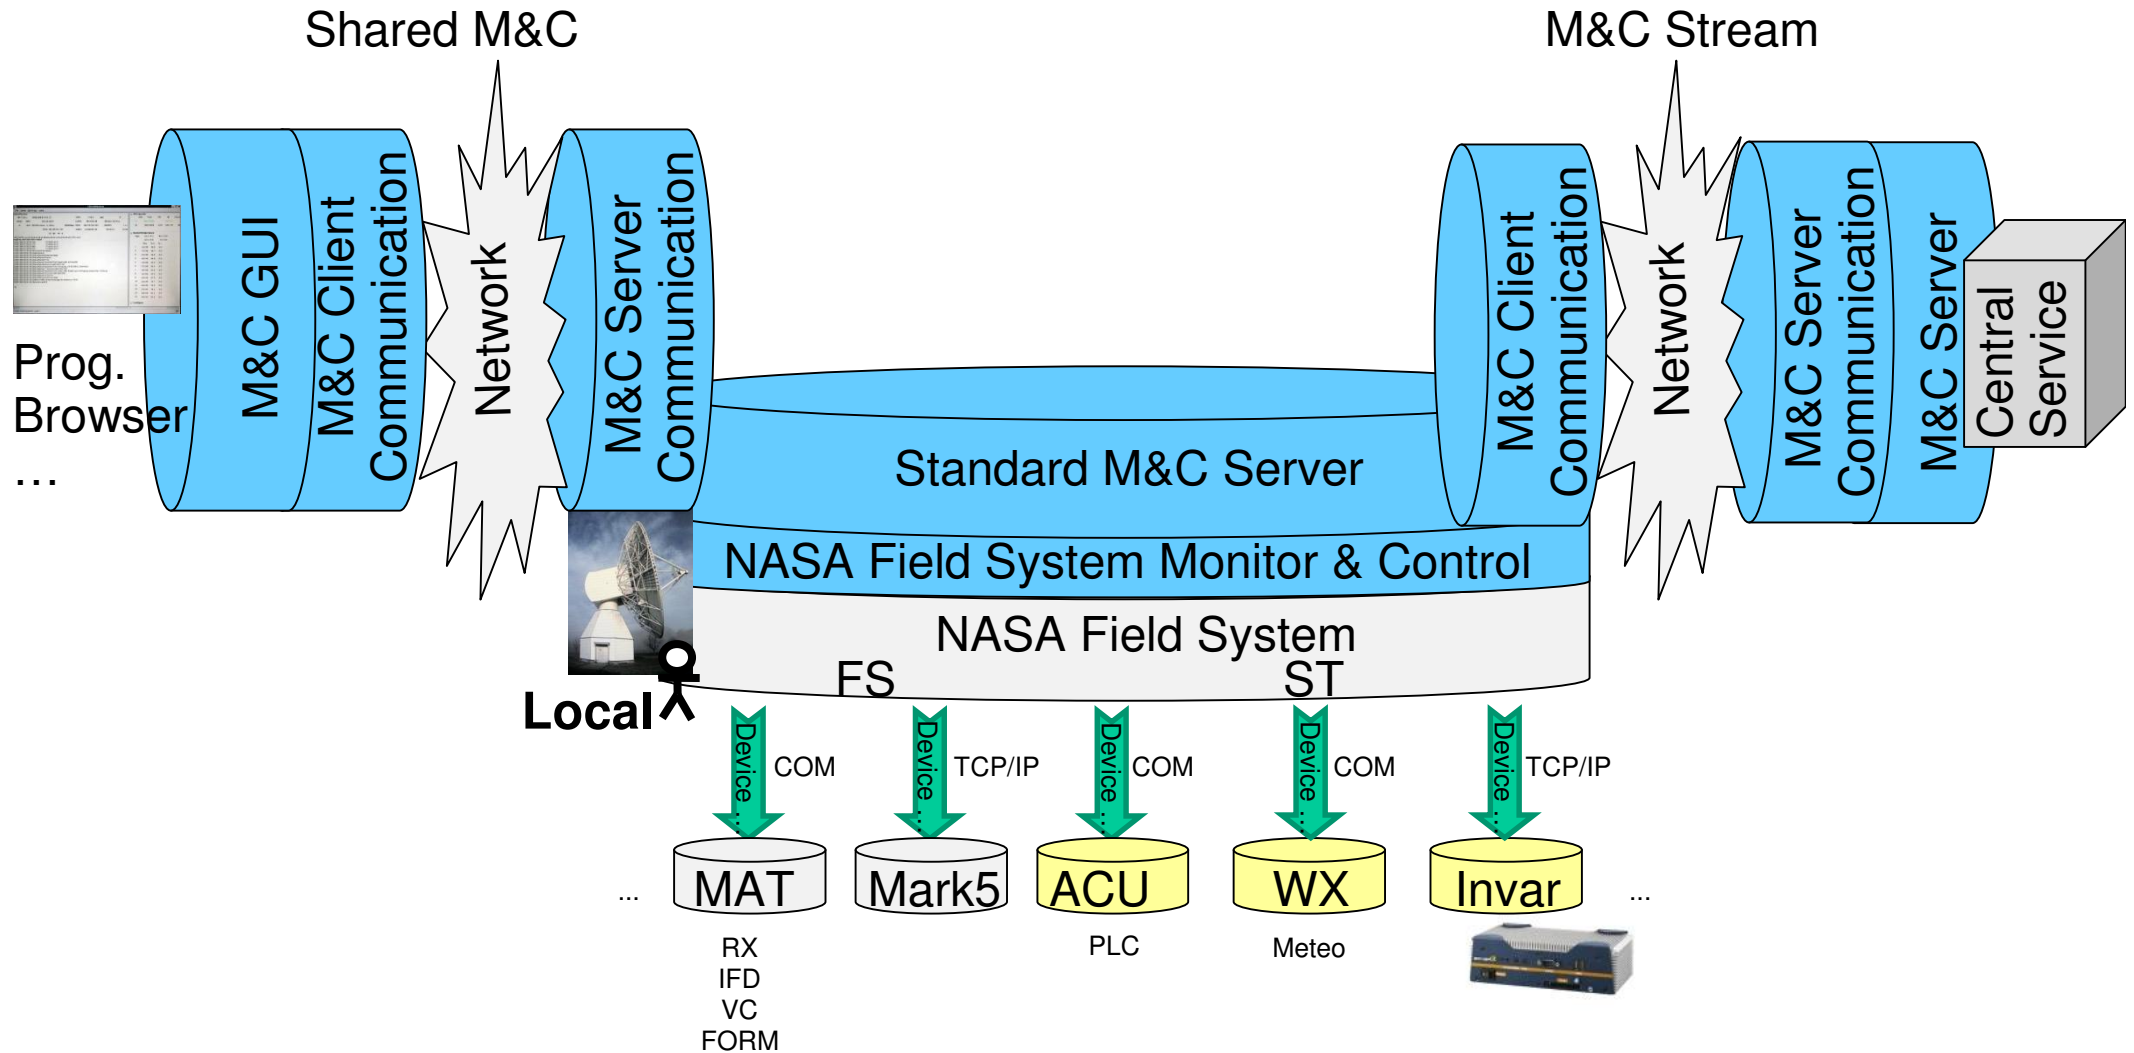 Shared M&C
M&C Stream
M&C GUI
M&C Client
Communication
Network
M&C Server
Communication
M&C Client
Communication
Network
M&C Server
Communication
M&C Server
Central
Service
Prog.
Browser
...
Standard M&C Server
NASA Field System Monitor & Control
NASA Field System
FS
ST
Local
Device ...
COM
Device ...
TCP/IP
Device ...
COM
Device ...
COM
Device ...
TCP/IP
...
MAT
Mark5
ACU
WX
Invar
...
RX
IFD
VC
FORM
PLC
Meteo